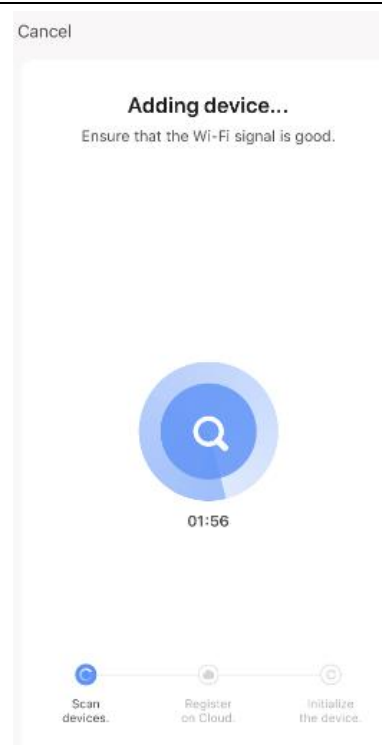 Cancel
Adding device...
Ensure that the Wi-Fi signal is good.
01:56
Scan
devices.
Register
on Cloud.
Initialize
the device.